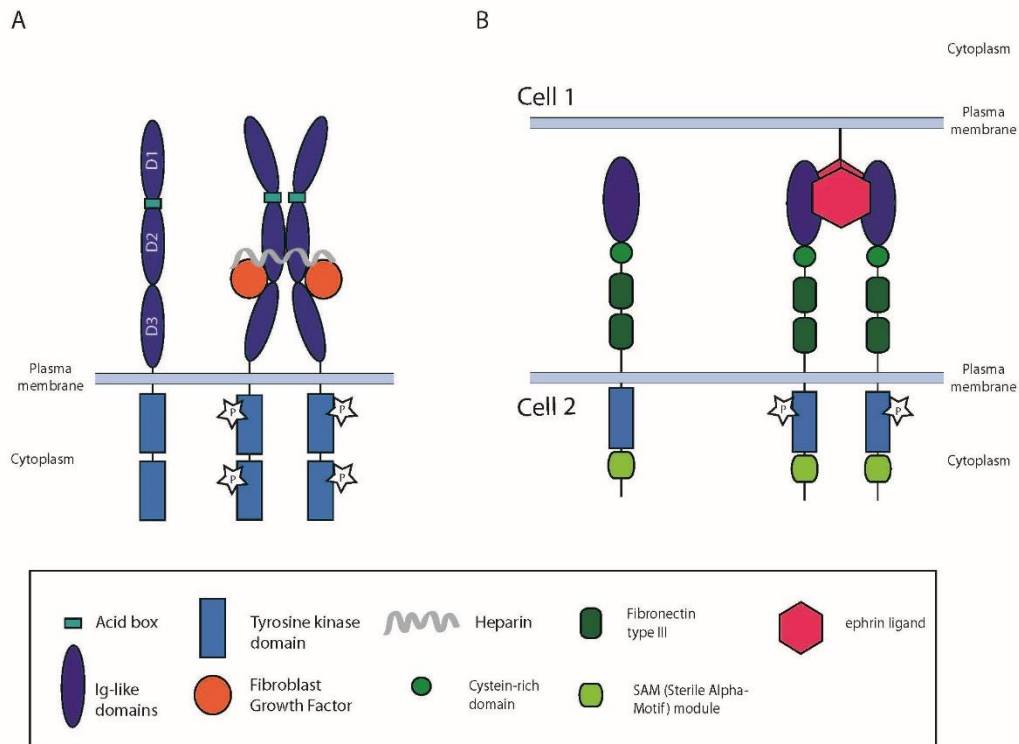 A
B
Cytoplasm
Cell 1
Plasma
membrane
D1
D2
D3
Plasma
membrane
Plasma
membrane
Cell 2
P
P
P
P
P
P
Cytoplasm
Cytoplasm
Acid box
Tyrosine kinase
domain
Heparin
Fibronectin
type III
ephrin ligand
Ig-like
domains
Fibroblast
Growth Factor
Cystein-rich
domain
SAM (Sterile Alpha-
Motif) module